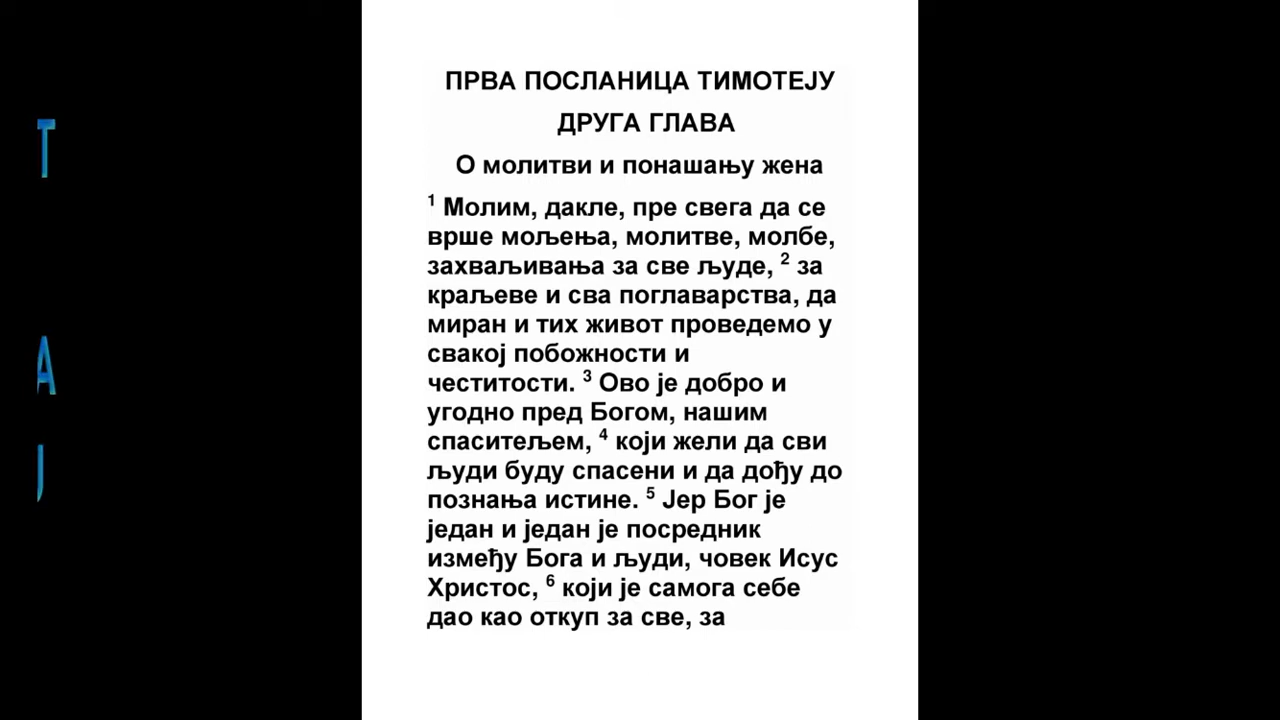 ПРВА ПОСЛАНИЦА ТИМОТЕЈУ
ДРУГА ГЛАВА
О молитви и понашању жена
¹ Молим, дакле, пре свега да се
врше мољења, молитве, молбе,
захваљивања за све људе, ² за
краљеве и сва поглаварства, да
миран и тих живот проведемо у
свакој побожности и
честитости. ³ Ово је добро и
угодно пред Богом, нашим
спаситељем, ⁴ који жели да сви
људи буду спасени и да дођу до
познања истине. ⁵ Јер Бог је
један и један је посредник
између Бога и људи, човек Исус
Христос, ⁶ који је самога себе
дао као откуп за све, за
Т
А
Ј